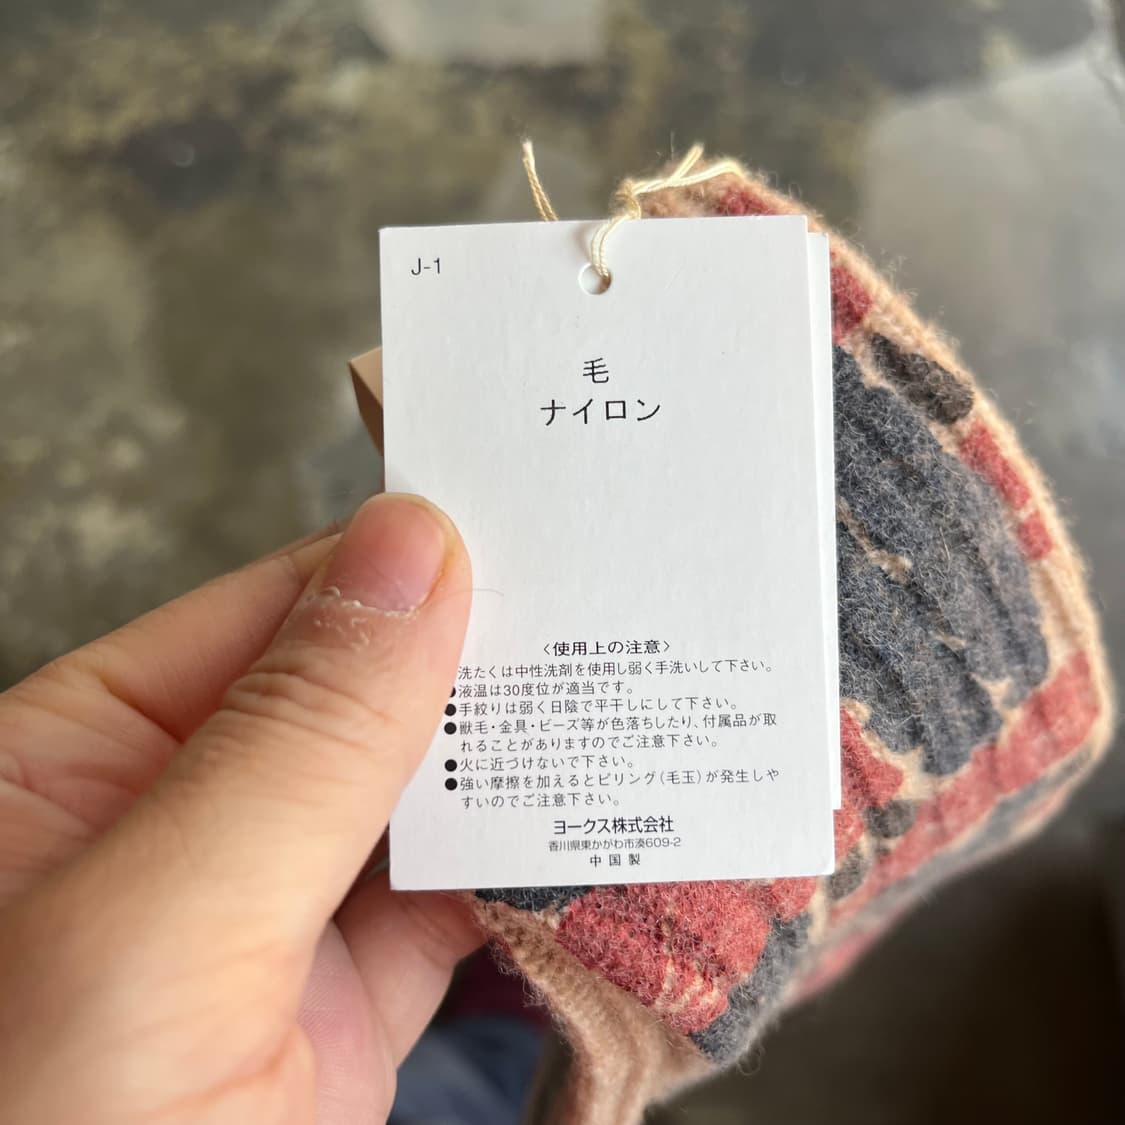 J-1
毛
ナイロン
〈使用上の注意〉
洗たくは中性洗剤を使用し弱く手洗いして下さい。
●液温は30度位が適当です。
●手絞りは弱く日陰で平干しにして下さい。
●獣毛・金具・ビーズ等が色落ちしたり、付属品が取
れることがありますのでご注意下さい。
●火に近づけないで下さい。
●強い摩擦を加えるとピリング(毛玉)が発生しや
すいのでご注意下さい。
ヨークス株式会社
香川県東かがわ市湊609-2
中国製